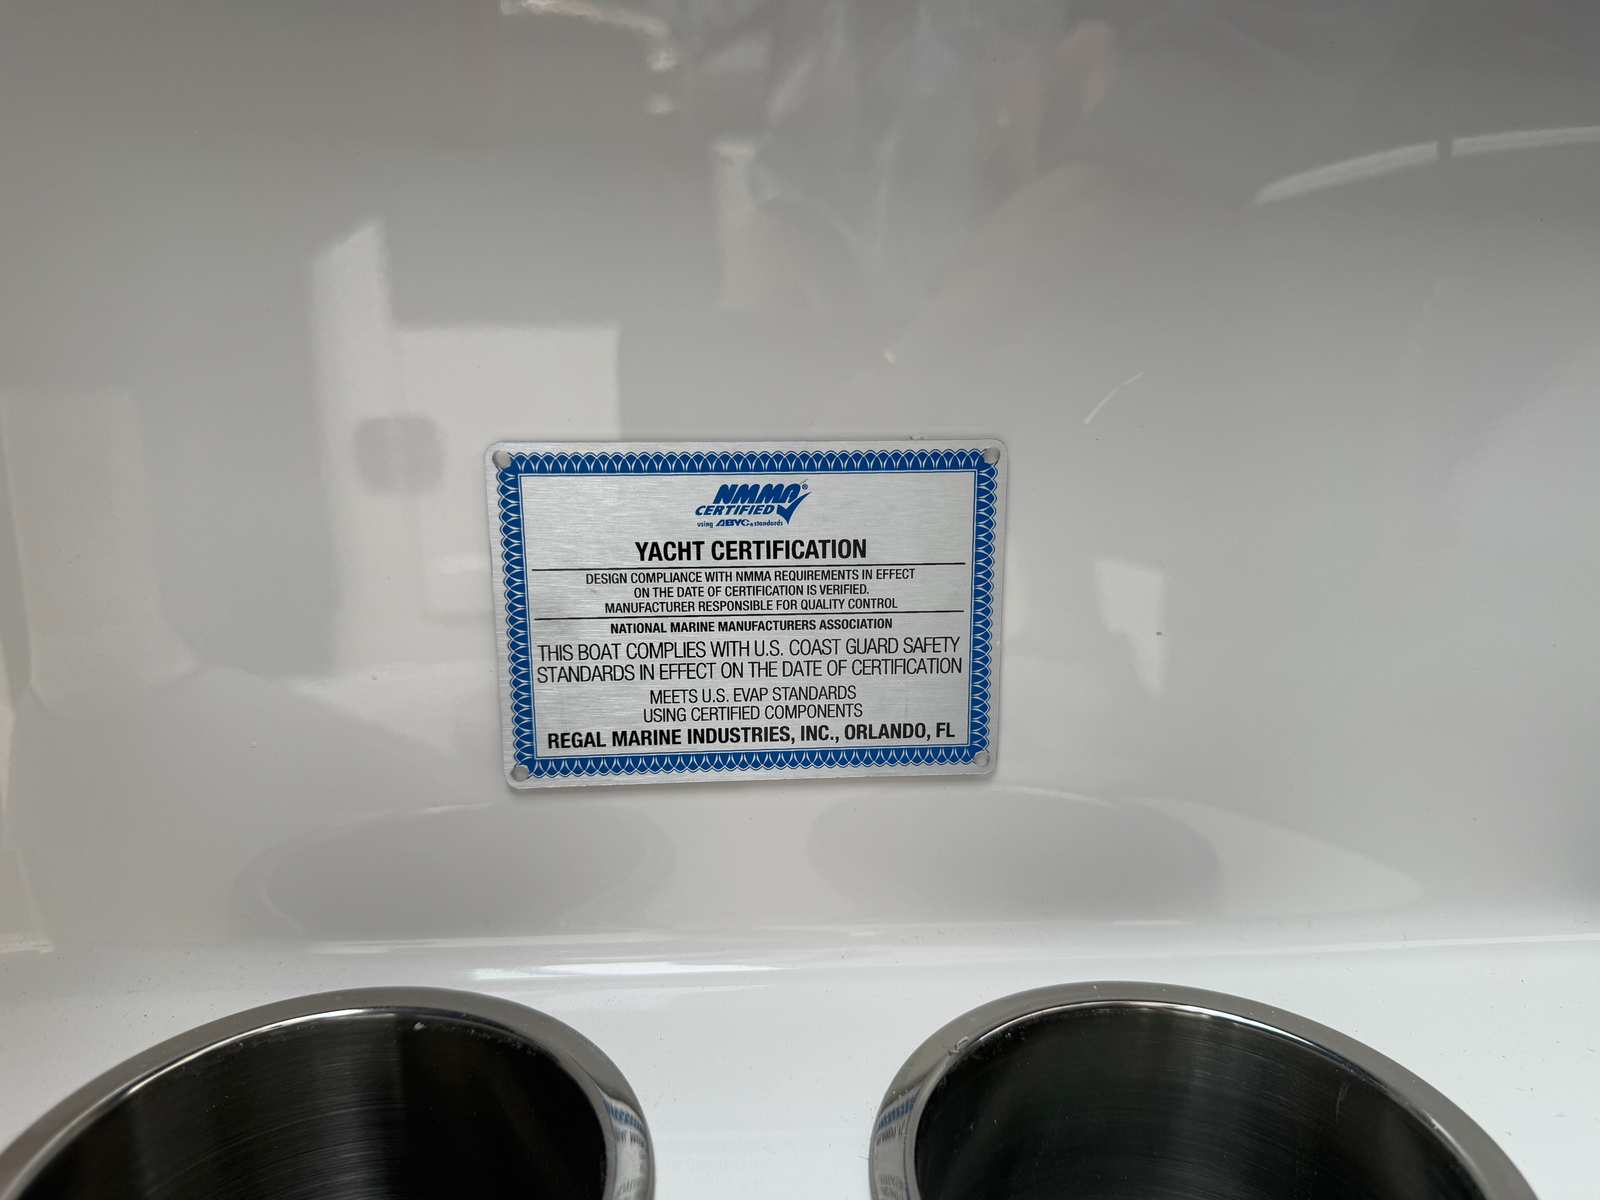 NMMA®
CERTIFIED
using ABYC® standards
YACHT CERTIFICATION
DESIGN COMPLIANCE WITH NMMA REQUIREMENTS IN EFFECT
ON THE DATE OF CERTIFICATION IS VERIFIED.
MANUFACTURER RESPONSIBLE FOR QUALITY CONTROL
NATIONAL MARINE MANUFACTURERS ASSOCIATION
THIS BOAT COMPLIES WITH U.S. COAST GUARD SAFETY
STANDARDS IN EFFECT ON THE DATE OF CERTIFICATION
MEETS U.S. EVAP STANDARDS
USING CERTIFIED COMPONENTS
REGAL MARINE INDUSTRIES, INC., ORLANDO, FL